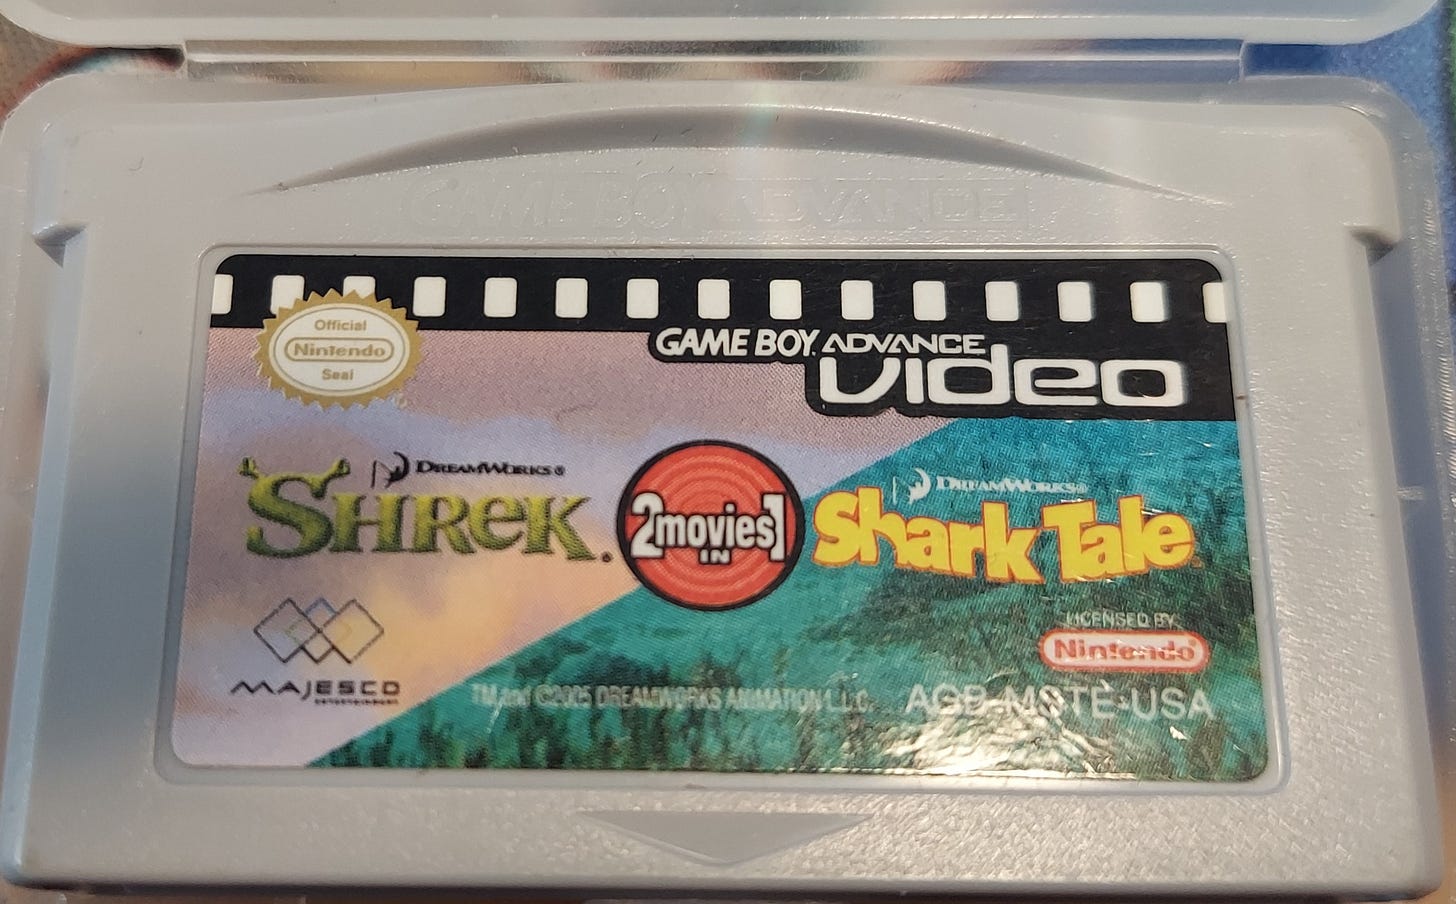 GAME BOY ADVANCE
Official
Nintendo
Seal
GAME BOY ADVANCE
video
DREAMWORKS®
SHREK®
2 movies
IN
1
DREAMWORKS®
Shark Tale
MAJESCO
ENTERTAINMENT
LICENSED BY
Nintendo®
TM and ©2005 DREAMWORKS ANIMATION L.L.C.
AGB-MSTE-USA